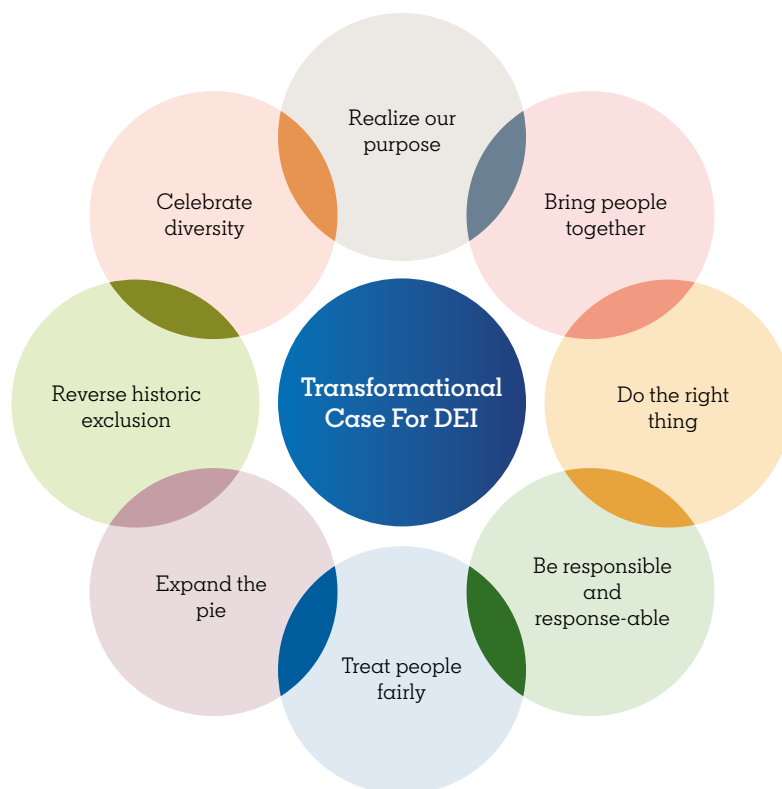 Realize our
purpose
Bring people
together
Do the right
thing
Be responsible
and
response-able
Treat people
fairly
Expand the
pie
Reverse historic
exclusion
Celebrate
diversity
Transformational
Case For DEI